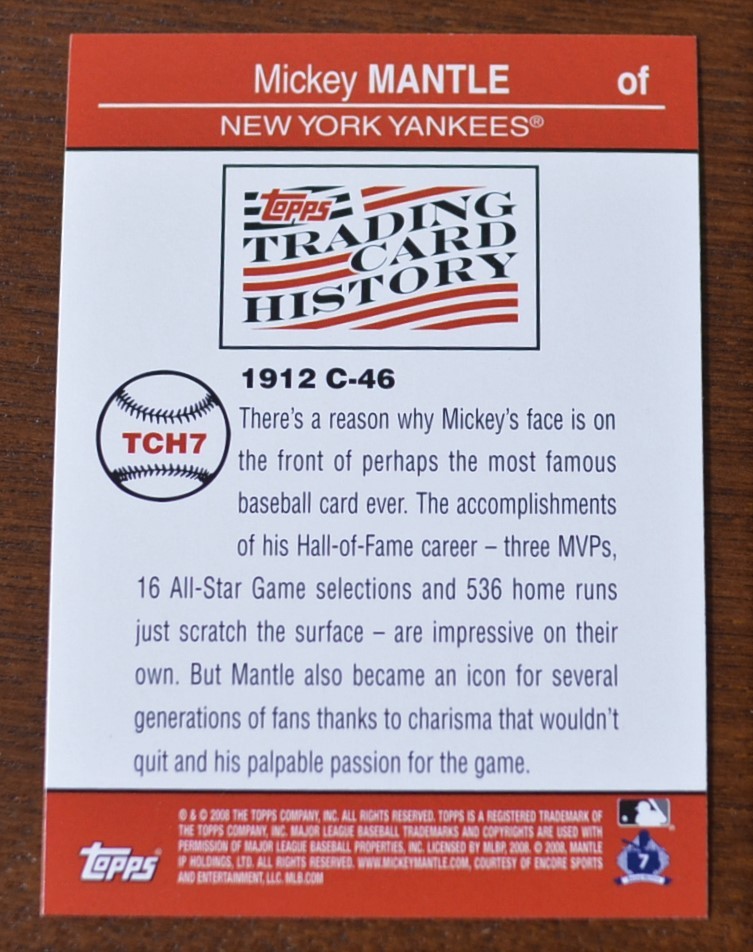 Mickey MANTLE of
NEW YORK YANKEES®
Topps
TRADING
CARD
HISTORY
1912 C-46
TCH7
There's a reason why Mickey's face is on
the front of perhaps the most famous
baseball card ever. The accomplishments
of his Hall-of-Fame career – three MVPs,
16 All-Star Game selections and 536 home runs
just scratch the surface – are impressive on their
own. But Mantle also became an icon for several
generations of fans thanks to charisma that wouldn't
quit and his palpable passion for the game.
Topps
® & © 2008 THE TOPPS COMPANY, INC. ALL RIGHTS RESERVED. TOPPS IS A REGISTERED TRADEMARK OF
THE TOPPS COMPANY, INC. MAJOR LEAGUE BASEBALL TRADEMARKS AND COPYRIGHTS ARE USED WITH
PERMISSION OF MAJOR LEAGUE BASEBALL PROPERTIES, INC. LICENSED BY MLBP, 2008. © 2008, MANTLE
IP HOLDINGS, LTD. ALL RIGHTS RESERVED. WWW.MICKEYMANTLE.COM, COURTESY OF ENCORE SPORTS
AND ENTERTAINMENT, LLC. MLB.COM
7